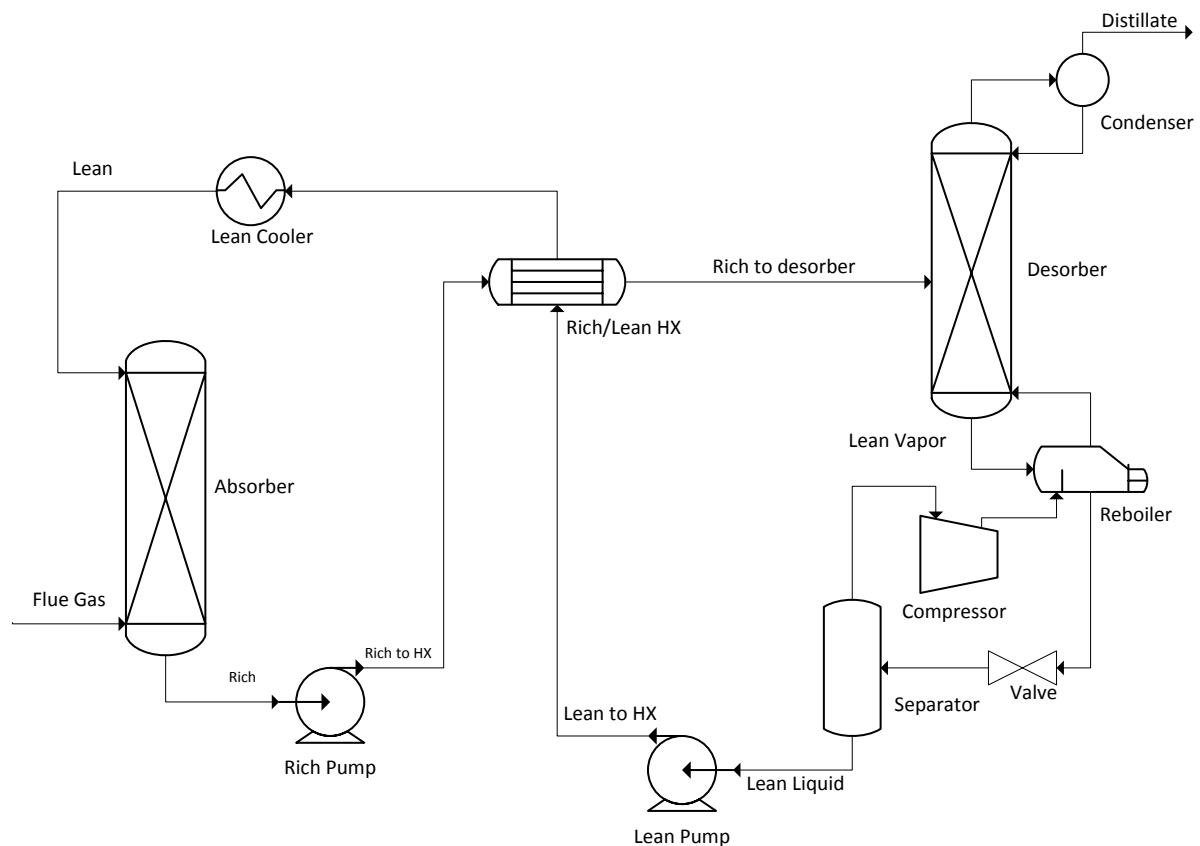 Distillate
Condenser
Lean
Lean Cooler
Rich to desorber
Desorber
Rich/Lean HX
Lean Vapor
Absorber
Reboiler
Flue Gas
Compressor
Rich to HX
Rich
Valve
Separator
Lean to HX
Rich Pump
Lean Liquid
Lean Pump